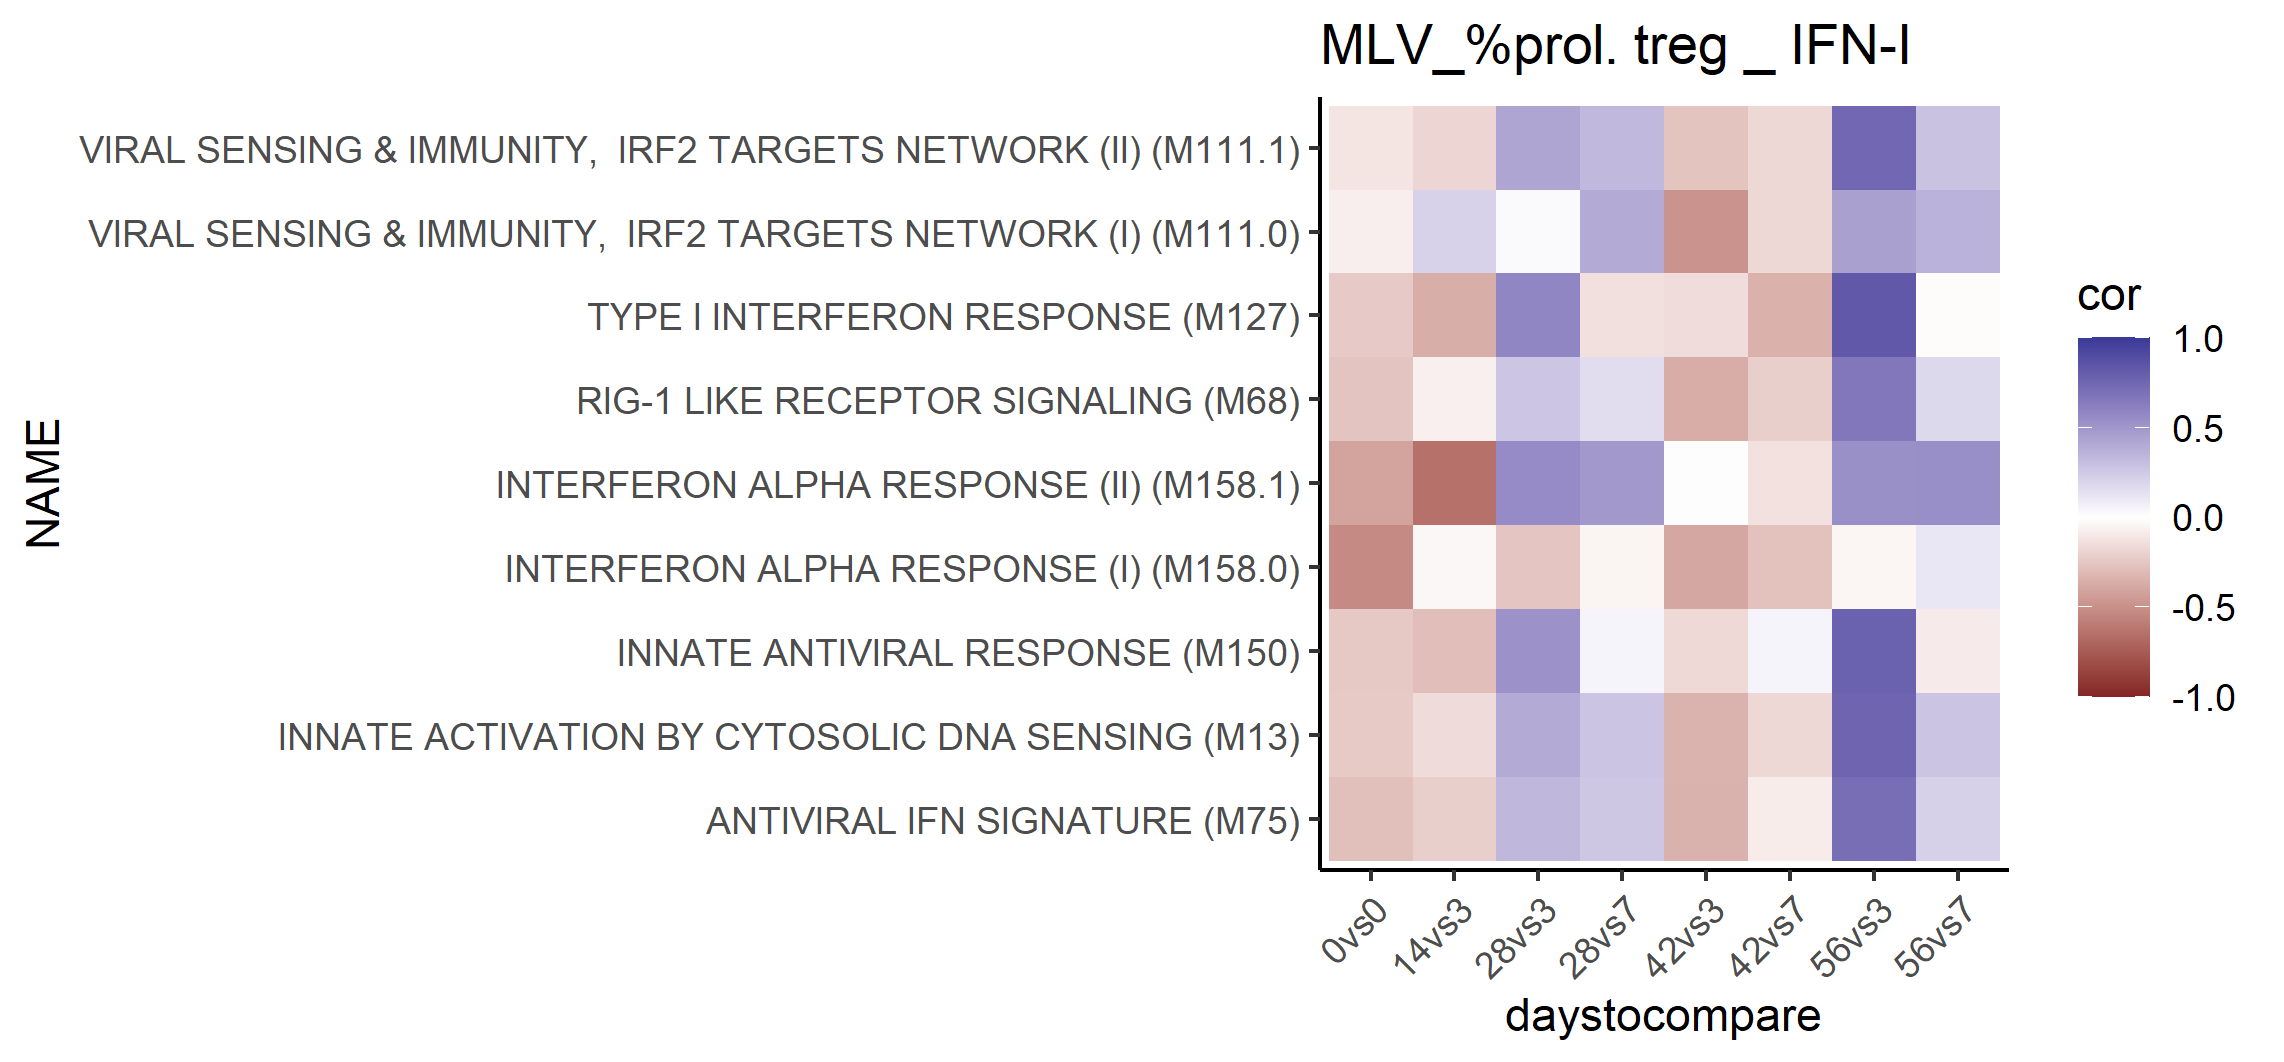 MLV_%prol. treg _ IFN-I
NAME
VIRAL SENSING & IMMUNITY,  IRF2 TARGETS NETWORK (II) (M111.1)
VIRAL SENSING & IMMUNITY,  IRF2 TARGETS NETWORK (I) (M111.0)
TYPE I INTERFERON RESPONSE (M127)
RIG-1 LIKE RECEPTOR SIGNALING (M68)
INTERFERON ALPHA RESPONSE (II) (M158.1)
INTERFERON ALPHA RESPONSE (I) (M158.0)
INNATE ANTIVIRAL RESPONSE (M150)
INNATE ACTIVATION BY CYTOSOLIC DNA SENSING (M13)
ANTIVIRAL IFN SIGNATURE (M75)
0vs0
14vs3
28vs3
28vs7
42vs3
42vs7
56vs3
56vs7
daystocompare
cor
1.0
0.5
0.0
-0.5
-1.0